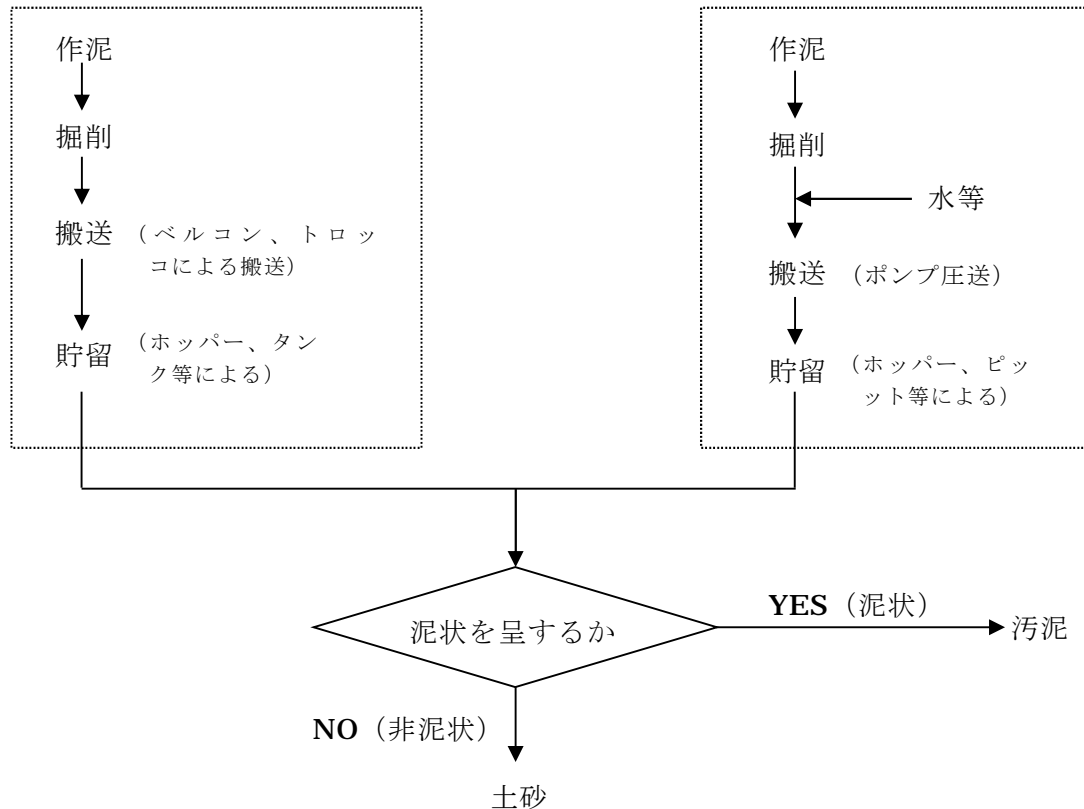 作泥
掘削
搬送
（ベルコン、トロッ
コによる搬送）
貯留
（ホッパー、タン
ク等による）
作泥
掘削
水等
搬送
（ポンプ圧送）
貯留
（ホッパー、ピッ
ット等による）
泥状を呈するか
YES（泥状）
汚泥
NO（非泥状）
土砂